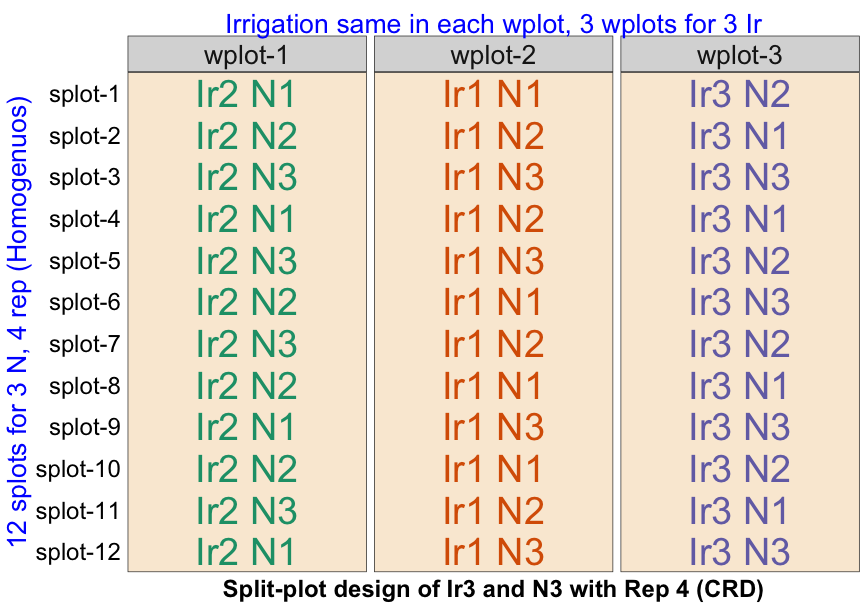 Irrigation same in each wplot, 3 wplots for 3 Ir
wplot-1 wplot-2 wplot-3
12 splots for 3 N, 4 rep (Homogenuos)
splot-1 Ir2 N1 Ir1 N1 Ir3 N2
splot-2 Ir2 N2 Ir1 N2 Ir3 N1
splot-3 Ir2 N3 Ir1 N3 Ir3 N3
splot-4 Ir2 N1 Ir1 N2 Ir3 N1
splot-5 Ir2 N3 Ir1 N3 Ir3 N2
splot-6 Ir2 N2 Ir1 N1 Ir3 N3
splot-7 Ir2 N3 Ir1 N2 Ir3 N2
splot-8 Ir2 N2 Ir1 N1 Ir3 N1
splot-9 Ir2 N1 Ir1 N3 Ir3 N3
splot-10 Ir2 N2 Ir1 N1 Ir3 N2
splot-11 Ir2 N3 Ir1 N2 Ir3 N1
splot-12 Ir2 N1 Ir1 N3 Ir3 N3
Split-plot design of Ir3 and N3 with Rep 4 (CRD)